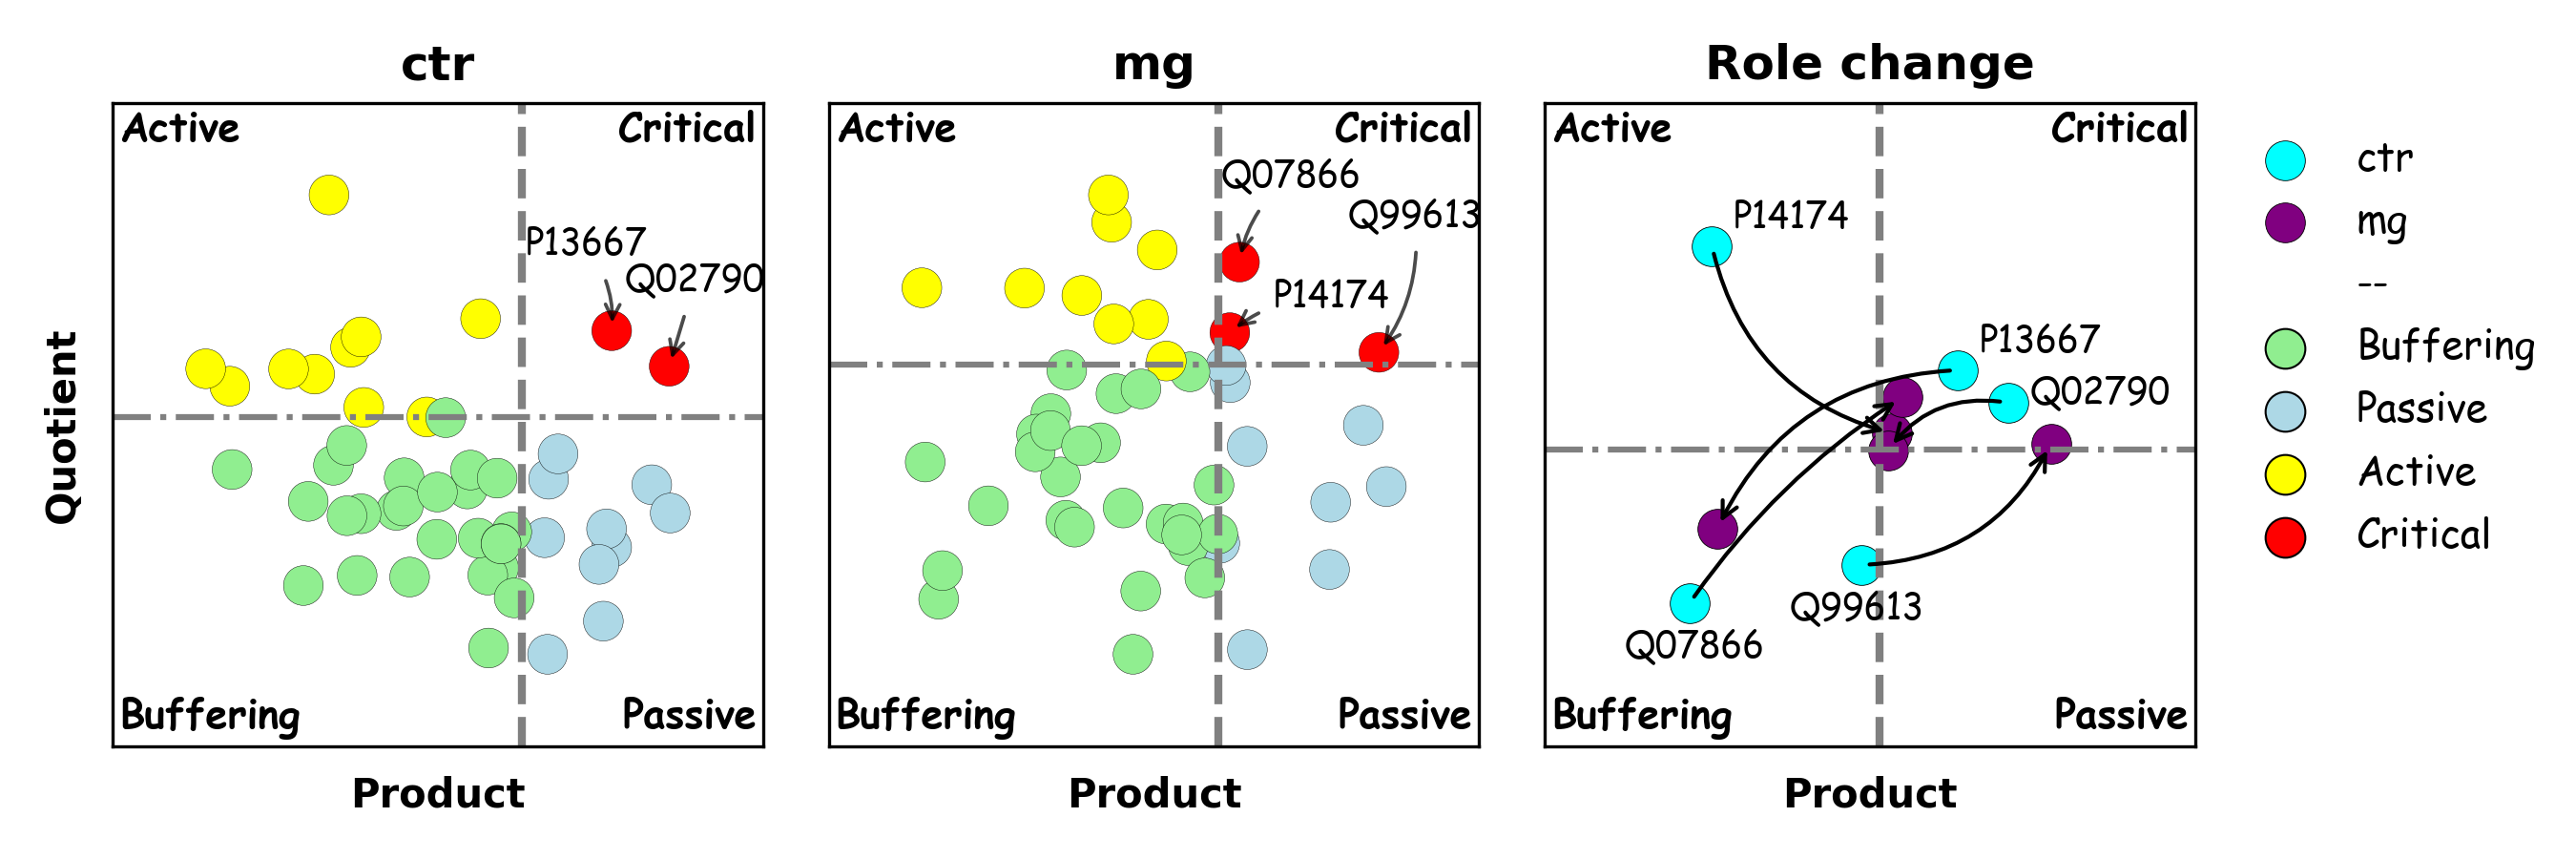 ctr
Active
Critical
P13667
Q02790
Buffering
Passive
Quotient
Product
mg
Active
Critical
Q07866
Q99613
P14174
Buffering
Passive
Product
Role change
Active
Critical
P14174
P13667
Q02790
Q99613
Q07866
Buffering
Passive
Product
ctr
mg
--
Buffering
Passive
Active
Critical